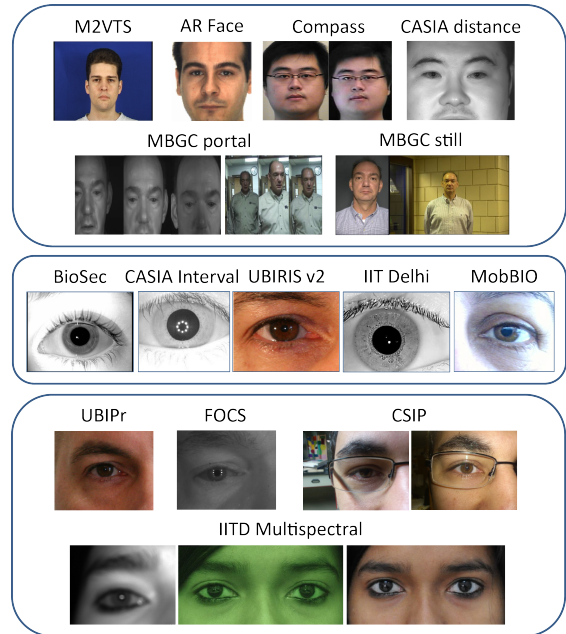 M2VTS AR Face Compass CASIA distance
MBGC portal MBGC still
BioSec CASIA Interval UBIRIS v2 IIT Delhi MobBIO
UBIPr FOCS CSIP
IITD Multispectral